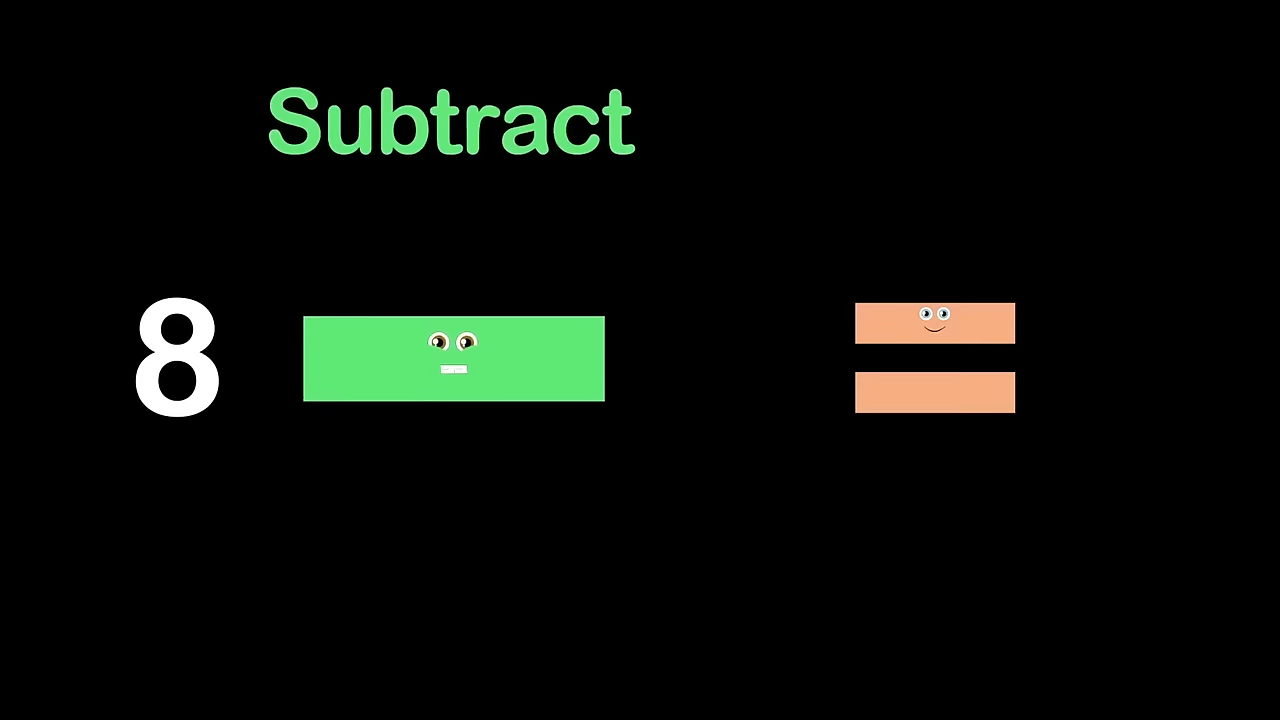 Subtract
8 - =